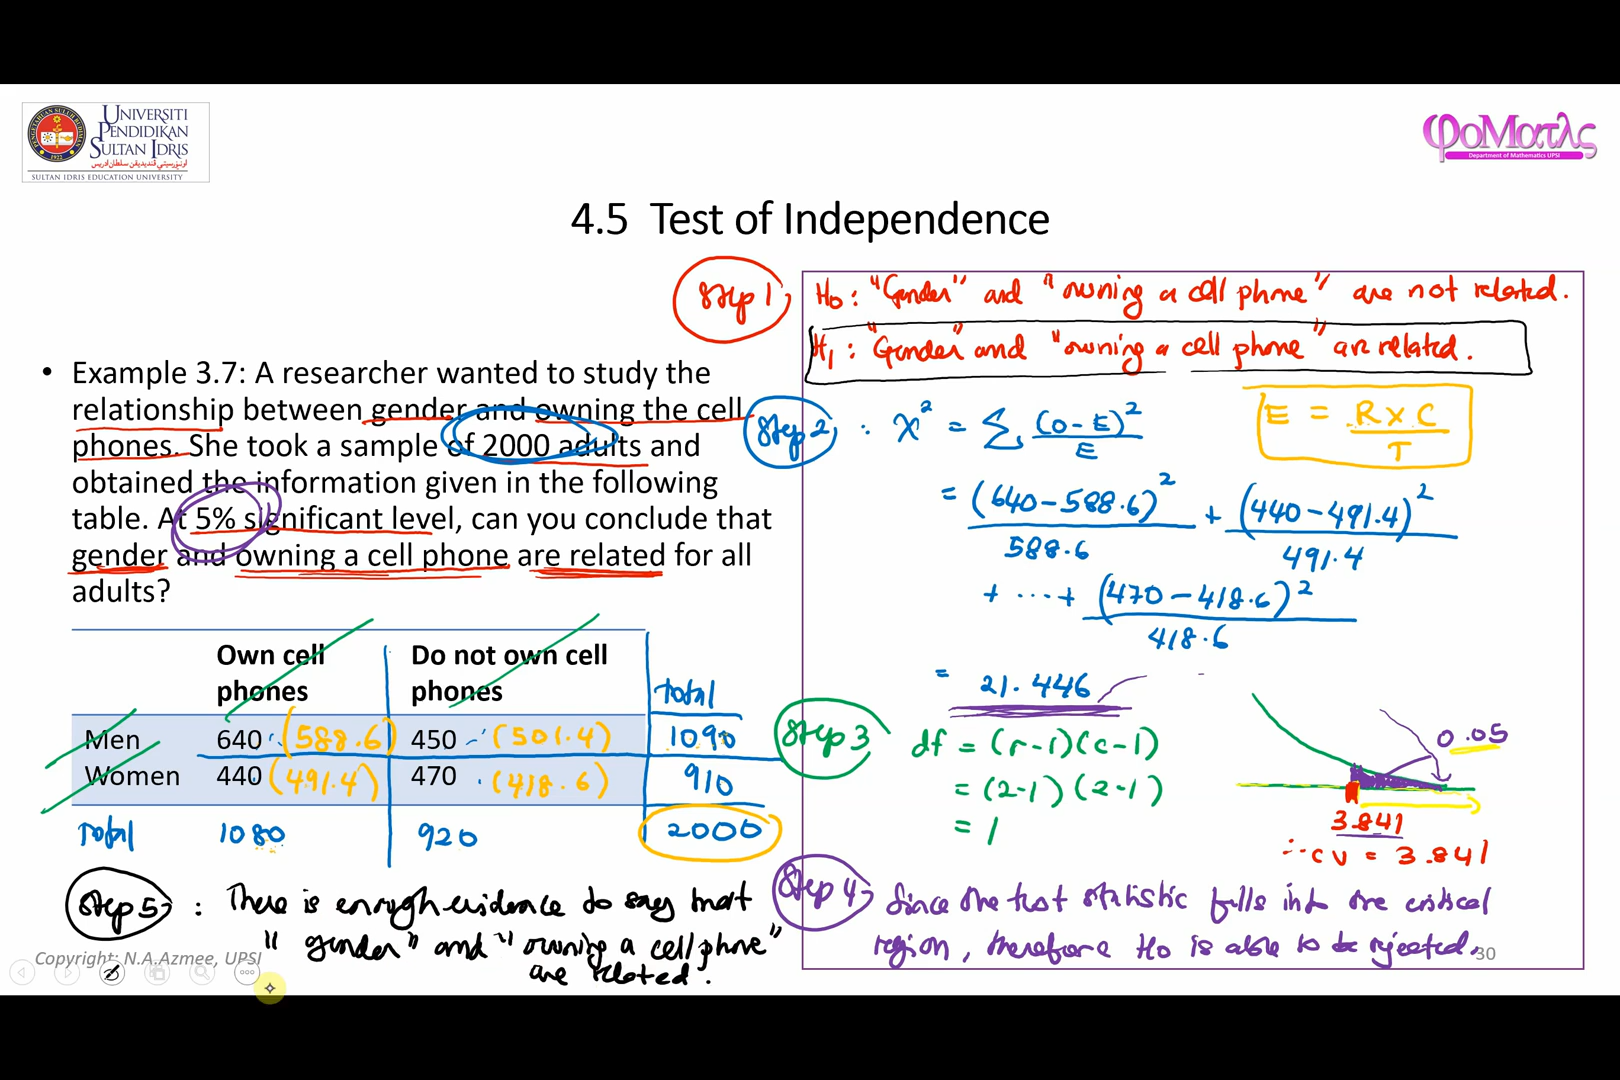 UNIVERSITI
PENDIDIKAN
SULTAN IDRIS
اونيۏرسيتي ڤنديديقن سلطان ادريس
SULTAN IDRIS EDUCATION UNIVERSITY
φοΜατλς
Department of Mathematics UPSI
4.5 Test of Independence
• Example 3.7: A researcher wanted to study the
relationship between gender and owning the cell
phones. She took a sample of 2000 adults and
obtained the information given in the following
table. At 5% significant level, can you conclude that
gender and owning a cell phone are related for all
adults?
Own cell phones Do not own cell phones Total
Men 640 (588.6) 450 (501.4) 1090
Women 440 (491.4) 470 (418.6) 910
Total 1080 920 2000
Step 1
H₀ : "Gender" and "owning a cell phone" are not related.
H₁ : "Gender" and "owning a cell phone" are related.
Step 2 : χ² = Σ (O - E)² / E
E = R × C / T
= (640 - 588.6)² / 588.6 + (440 - 491.4)² / 491.4
+ ... + (470 - 418.6)² / 418.6
= 21.446
Step 3 df = (r-1)(c-1)
= (2-1)(2-1)
= 1
0.05
3.841
∴ CV = 3.841
Step 4 Since the test statistic falls into the critical
region, therefore H₀ is able to be rejected.
Step 5 : There is enough evidence to say that
"gender" and "owning a cell phone"
are related.
Copyright: N.A.Azmee, UPSI
30